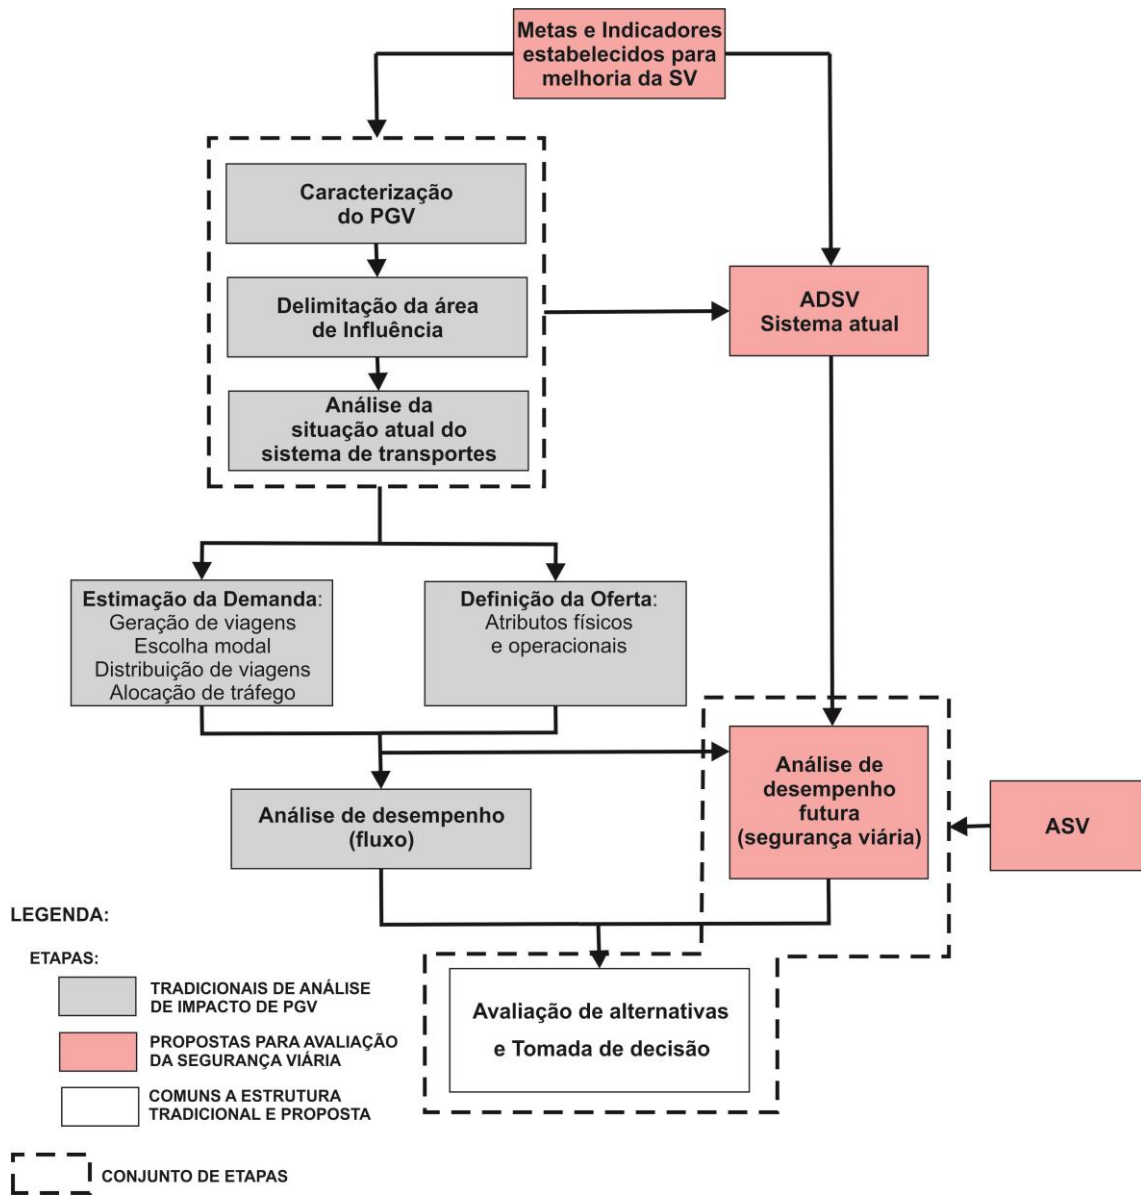 Metas e Indicadores
estabelecidos para
melhoria da SV
Caracterização
do PGV
Delimitação da área
de Influência
ADSV
Sistema atual
Análise da
situação atual do
sistema de transportes
Estimação da Demanda:
Geração de viagens
Escolha modal
Distribuição de viagens
Alocação de tráfego
Definição da Oferta:
Atributos físicos
e operacionais
Análise de desempenho
(fluxo)
Análise de
desempenho
futura
(segurança viária)
ASV
Avaliação de alternativas
e Tomada de decisão
LEGENDA:
ETAPAS:
TRADICIONAIS DE ANÁLISE
DE IMPACTO DE PGV
PROPOSTAS PARA AVALIAÇÃO
DA SEGURANÇA VIÁRIA
COMUNS A ESTRUTURA
TRADICIONAL E PROPOSTA
CONJUNTO DE ETAPAS